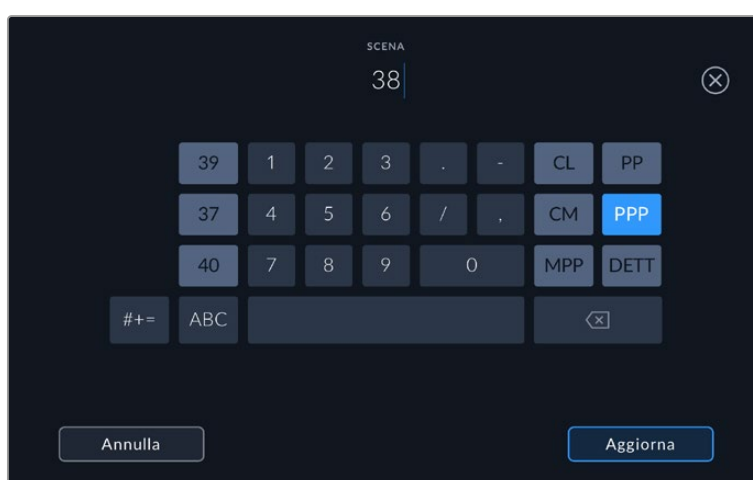 SCENA
38
39 1 2 3 . - CL PP
37 4 5 6 / , CM PPP
40 7 8 9 0 MPP DETT
#+= ABC
Annulla Aggiorna